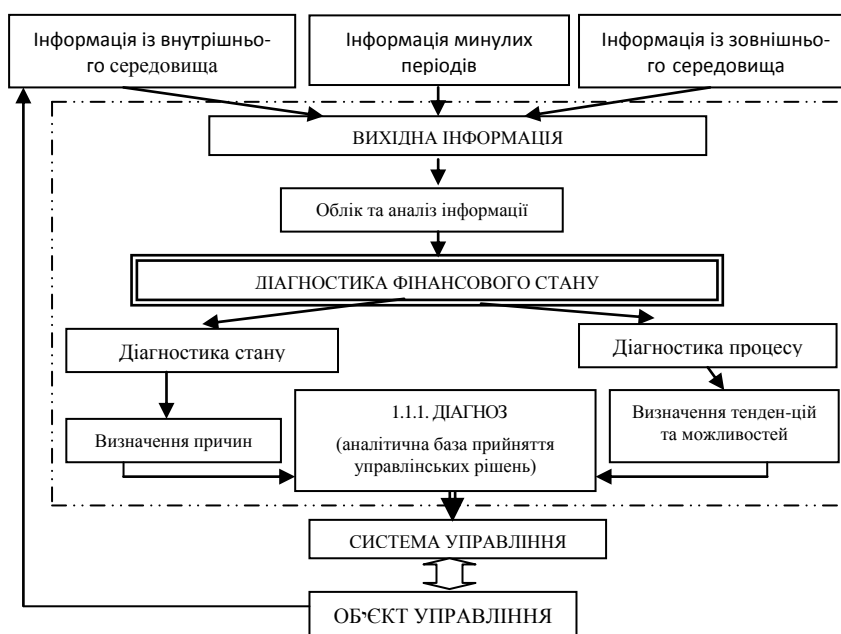 Інформація із внутрішньо-
го середовища
Інформація минулих
періодів
Інформація із зовнішньо-
го середовища
ВИХІДНА ІНФОРМАЦІЯ
Облік та аналіз інформації
ДІАГНОСТИКА ФІНАНСОВОГО СТАНУ
Діагностика стану
Діагностика процесу
Визначення причин
1.1.1. ДІАГНОЗ
(аналітична база прийняття
управлінських рішень)
Визначення тенден-цій
та можливостей
СИСТЕМА УПРАВЛІННЯ
ОБ'ЄКТ УПРАВЛІННЯ